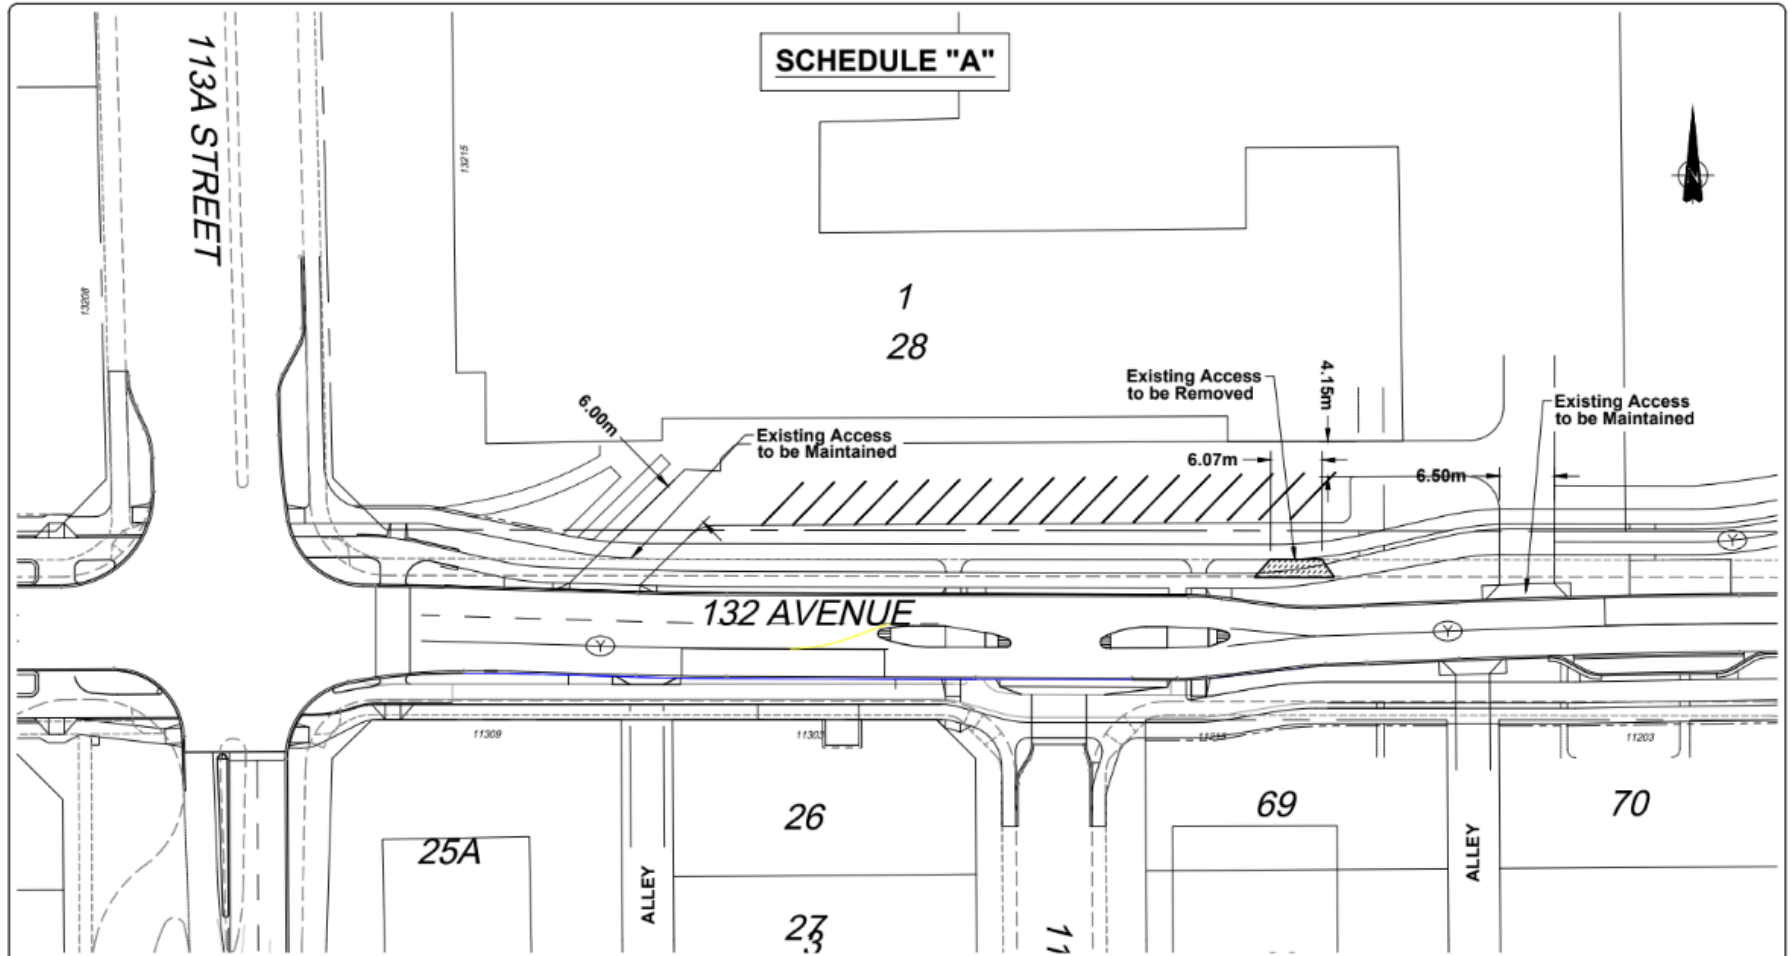 SCHEDULE "A"
113A STREET
13215
13208
1
28
Existing Access
to be Removed
4.15m
6.00m
Existing Access
to be Maintained
Existing Access
to be Maintained
6.07m
6.50m
N
Y
132 AVENUE
Y
Y
11309
11303
11203
26
69
70
25A
ALLEY
ALLEY
27
3
11